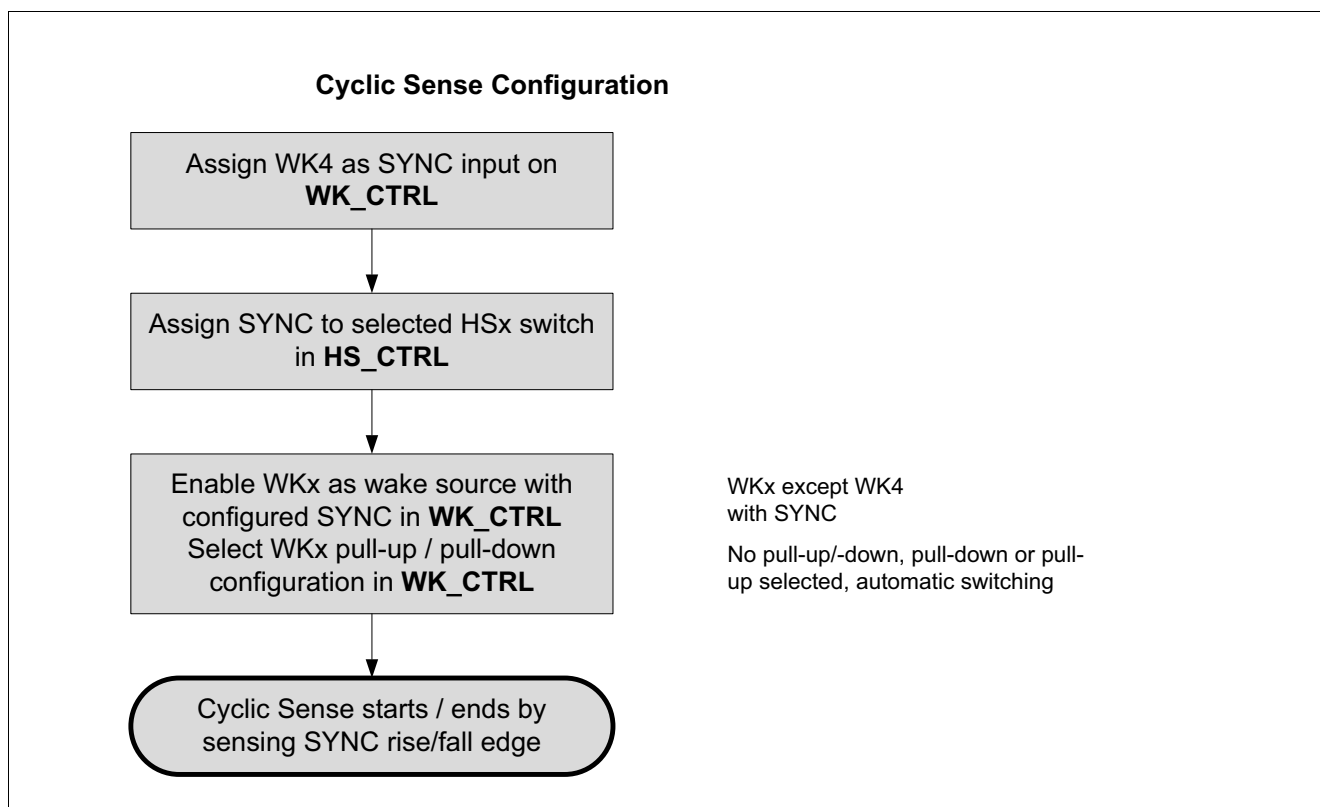 Cyclic Sense Configuration
Assign WK4 as SYNC input on
WK_CTRL
Assign SYNC to selected HSx switch
in HS_CTRL
Enable WKx as wake source with
configured SYNC in WK_CTRL
Select WKx pull-up / pull-down
configuration in WK_CTRL
WKx except WK4
with SYNC
No pull-up/-down, pull-down or pull-
up selected, automatic switching
Cyclic Sense starts / ends by
sensing SYNC rise/fall edge